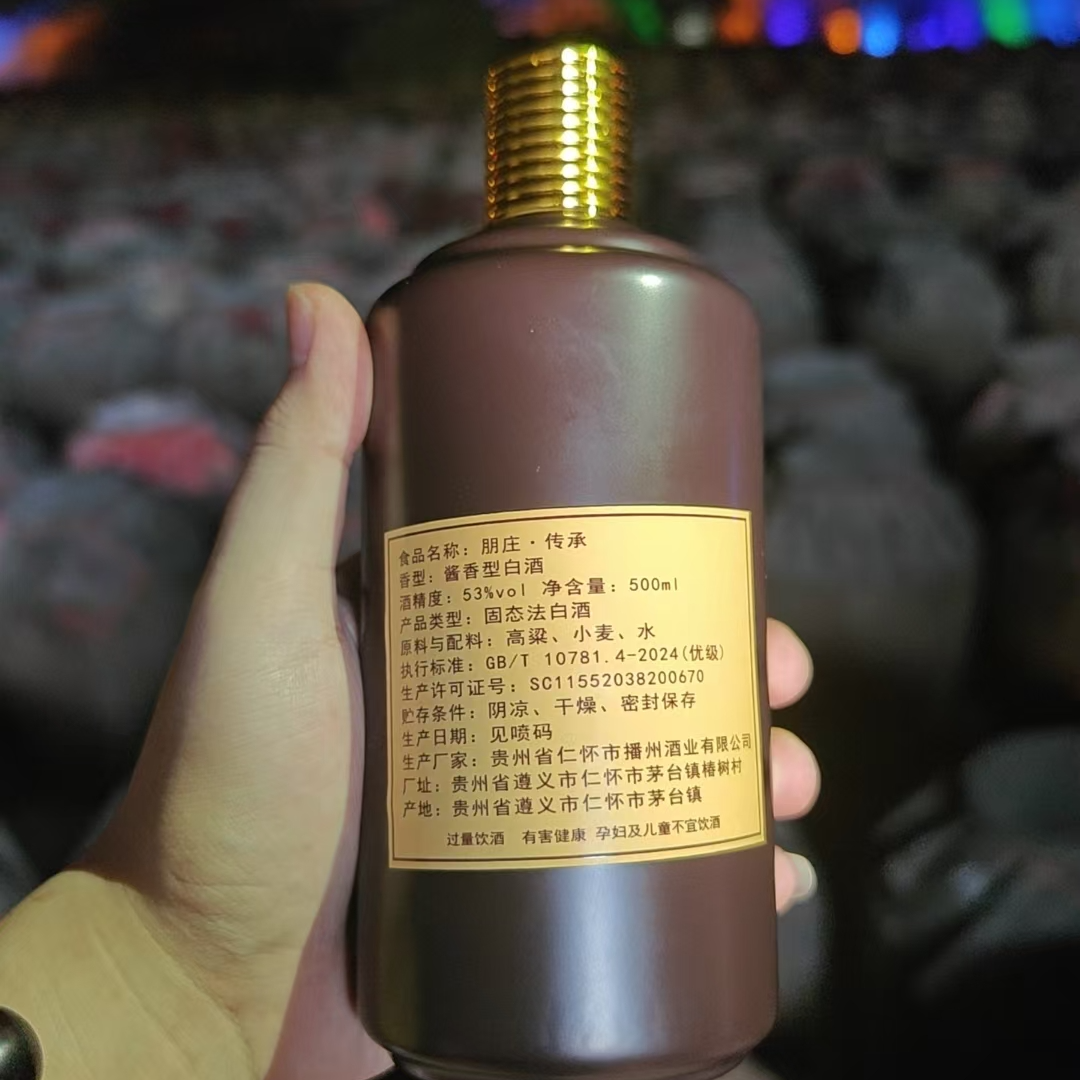 食品名称：朋庄·传承
香型：酱香型白酒
酒精度：53%vol 净含量：500ml
产品类型：固态法白酒
原料与配料：高粱、小麦、水
执行标准：GB/T 10781.4-2024(优级)
生产许可证号：SC11552038200670
贮存条件：阴凉、干燥、密封保存
生产日期：见喷码
生产厂家：贵州省仁怀市播州酒业有限公司
厂址：贵州省遵义市仁怀市茅台镇椿树村
产地：贵州省遵义市仁怀市茅台镇
过量饮酒 有害健康 孕妇及儿童不宜饮酒